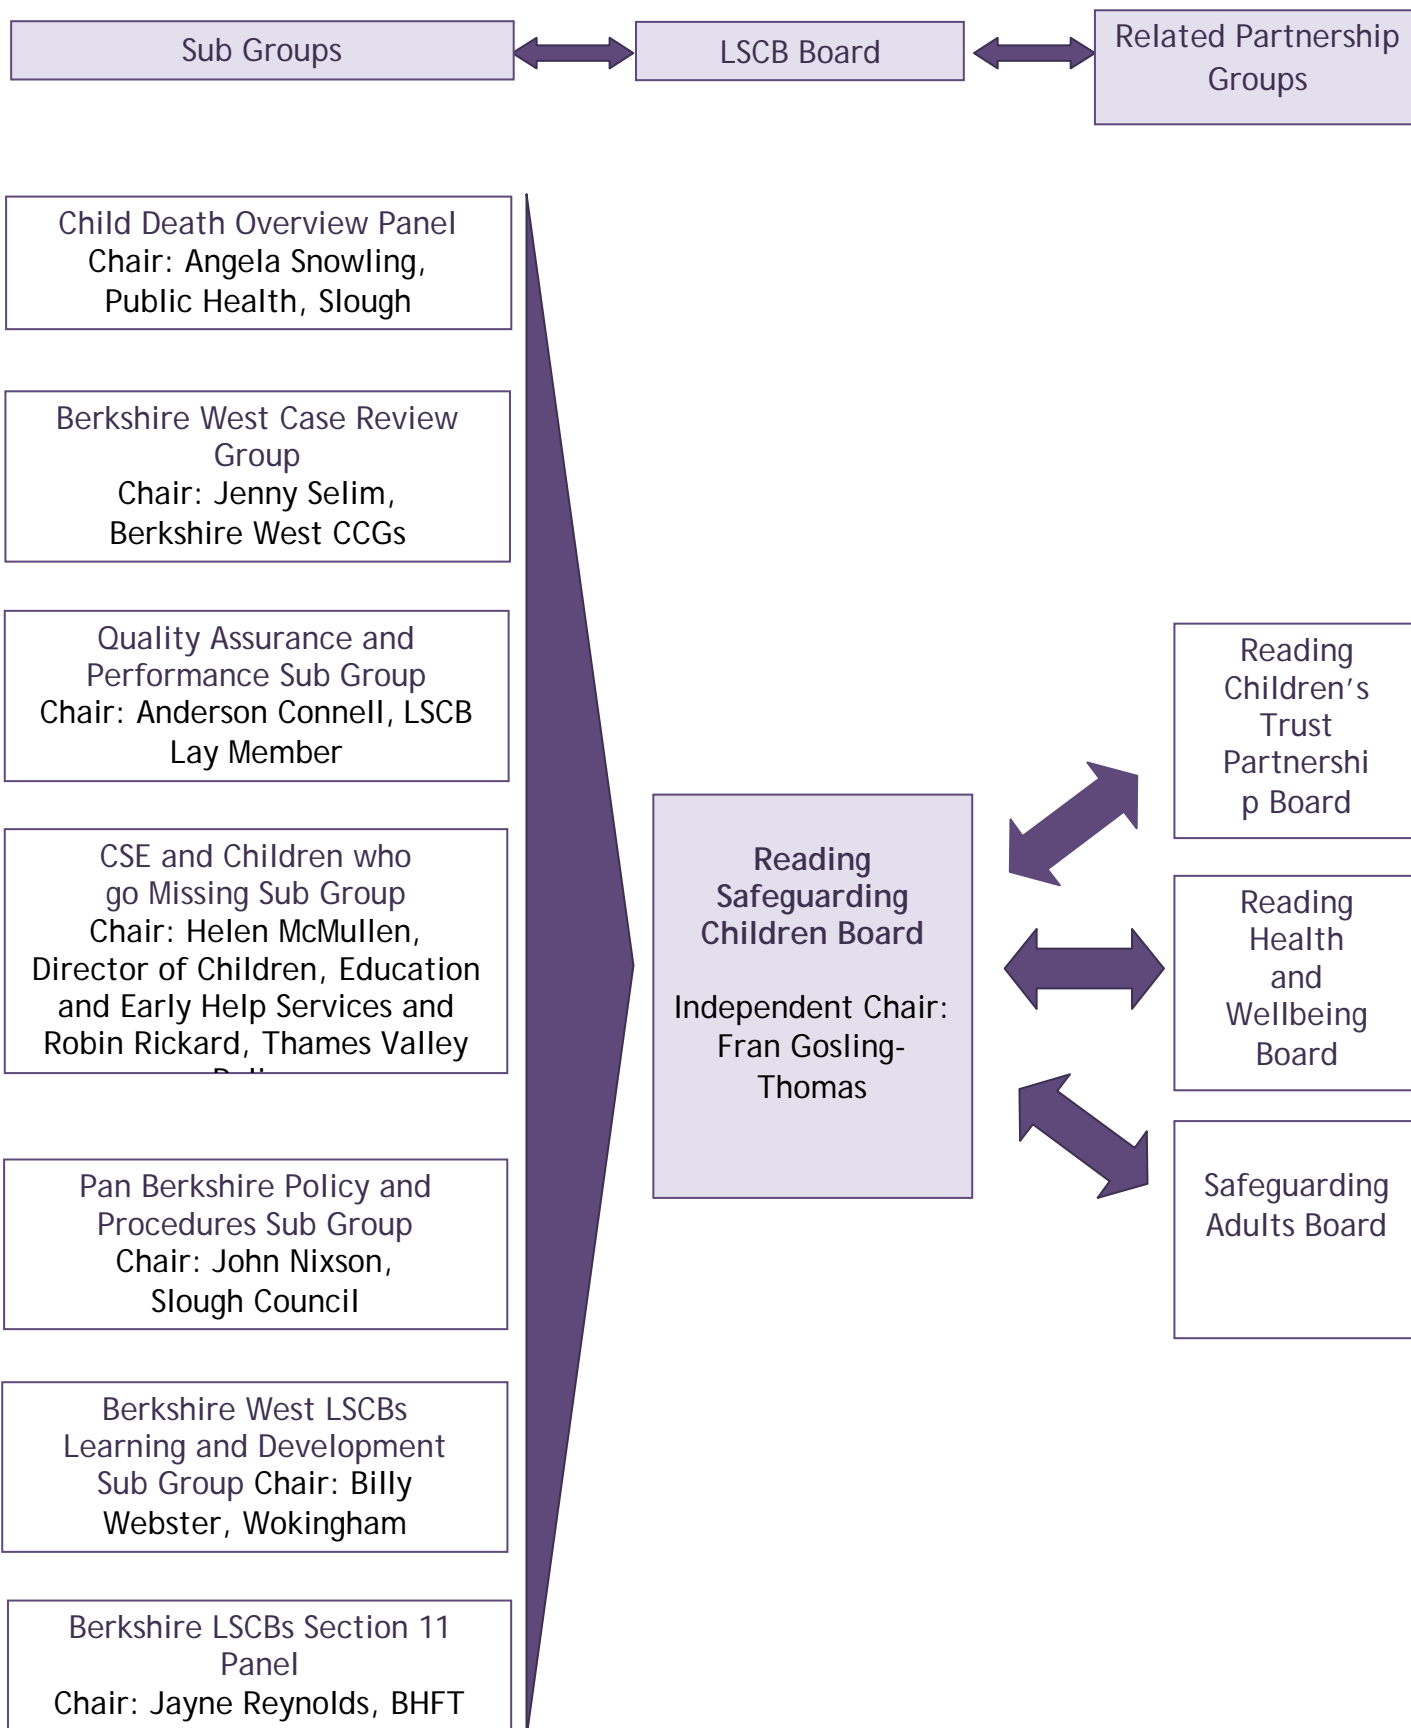 Sub Groups
LSCB Board
Related Partnership
Groups
Child Death Overview Panel
Chair: Angela Snowling,
Public Health, Slough
Berkshire West Case Review
Group
Chair: Jenny Selim,
Berkshire West CCGs
Quality Assurance and
Performance Sub Group
Chair: Anderson Connell, LSCB
Lay Member
CSE and Children who
go Missing Sub Group
Chair: Helen McMullen,
Director of Children, Education
and Early Help Services and
Robin Rickard, Thames Valley
Pan Berkshire Policy and
Procedures Sub Group
Chair: John Nixson,
Slough Council
Berkshire West LSCBs
Learning and Development
Sub Group Chair: Billy
Webster, Wokingham
Berkshire LSCBs Section 11
Panel
Chair: Jayne Reynolds, BHFT
Reading
Safeguarding
Children Board
Independent Chair:
Fran Gosling-
Thomas
Reading
Children’s
Trust
Partnershi
p Board
Reading
Health
and
Wellbeing
Board
Safeguarding
Adults Board